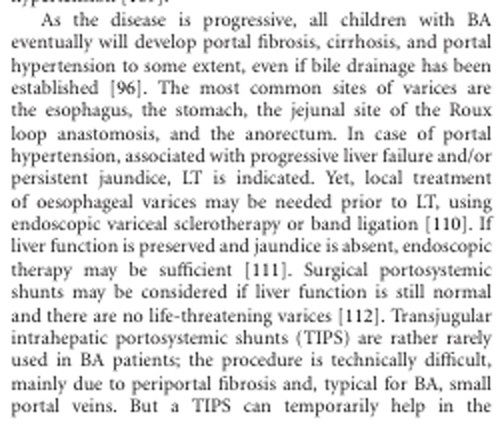 As the disease is progressive, all children with BA
eventually will develop portal fibrosis, cirrhosis, and portal
hypertension to some extent, even if bile drainage has been
established [96]. The most common sites of varices are
the esophagus, the stomach, the jejunal site of the Roux
loop anastomosis, and the anorectum. In case of portal
hypertension, associated with progressive liver failure and/or
persistent jaundice, LT is indicated. Yet, local treatment
of oesophageal varices may be needed prior to LT, using
endoscopic variceal sclerotherapy or band ligation [110]. If
liver function is preserved and jaundice is absent, endoscopic
therapy may be sufficient [111]. Surgical portosystemic
shunts may be considered if liver function is still normal
and there are no life-threatening varices [112]. Transjugular
intrahepatic portosystemic shunts (TIPS) are rather rarely
used in BA patients; the procedure is technically difficult,
mainly due to periportal fibrosis and, typical for BA, small
portal veins. But a TIPS can temporarily help in the